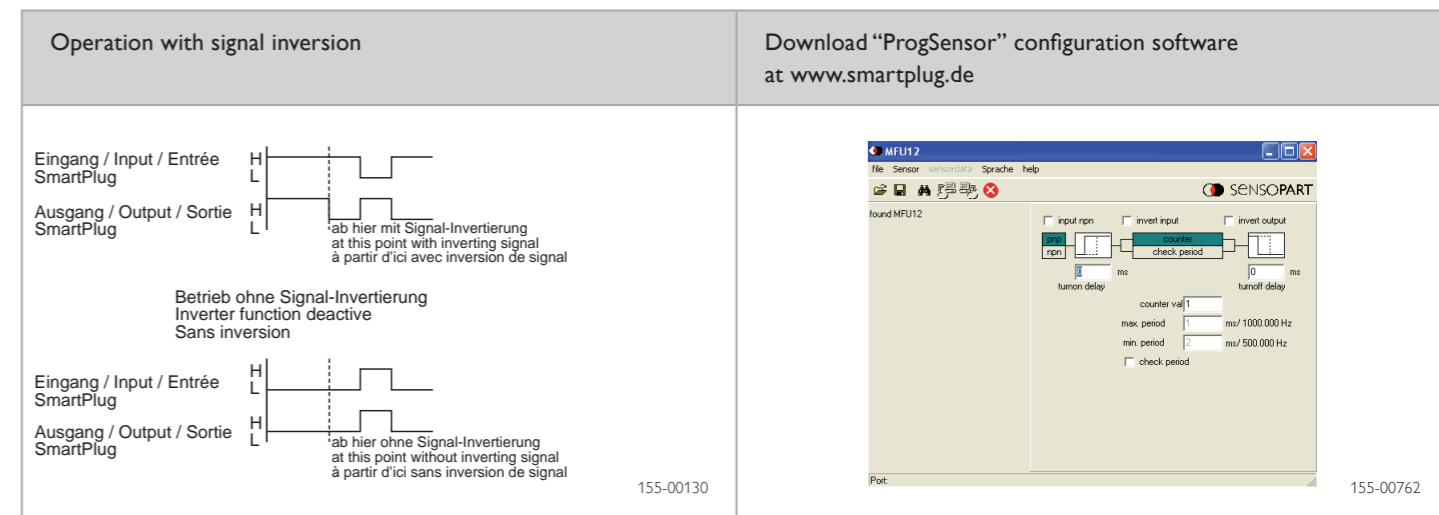 Operation with signal inversion
Download “ProgSensor” configuration software
at www.smartplug.de
Eingang / Input / Entrée
SmartPlug
H
L
Ausgang / Output / Sortie
SmartPlug
H
L
ab hier mit Signal-Invertierung
at this point with inverting signal
à partir d'ici avec inversion de signal
Betrieb ohne Signal-Invertierung
Inverter function deactive
Sans inversion
Eingang / Input / Entrée
SmartPlug
H
L
Ausgang / Output / Sortie
SmartPlug
H
L
ab hier ohne Signal-Invertierung
at this point without inverting signal
à partir d'ici sans inversion de signal
155-00130
MFU12
file Sensor sensordata Sprache help
SENSOPART
found MFU12
input npn invert input invert output
pnp
npn
counter
check period
0 ms
turnon delay
0 ms
turnoff delay
counter val 1
max. period 1 ms/ 1000.000 Hz
min. period 2 ms/ 500.000 Hz
check period
Port:
155-00762